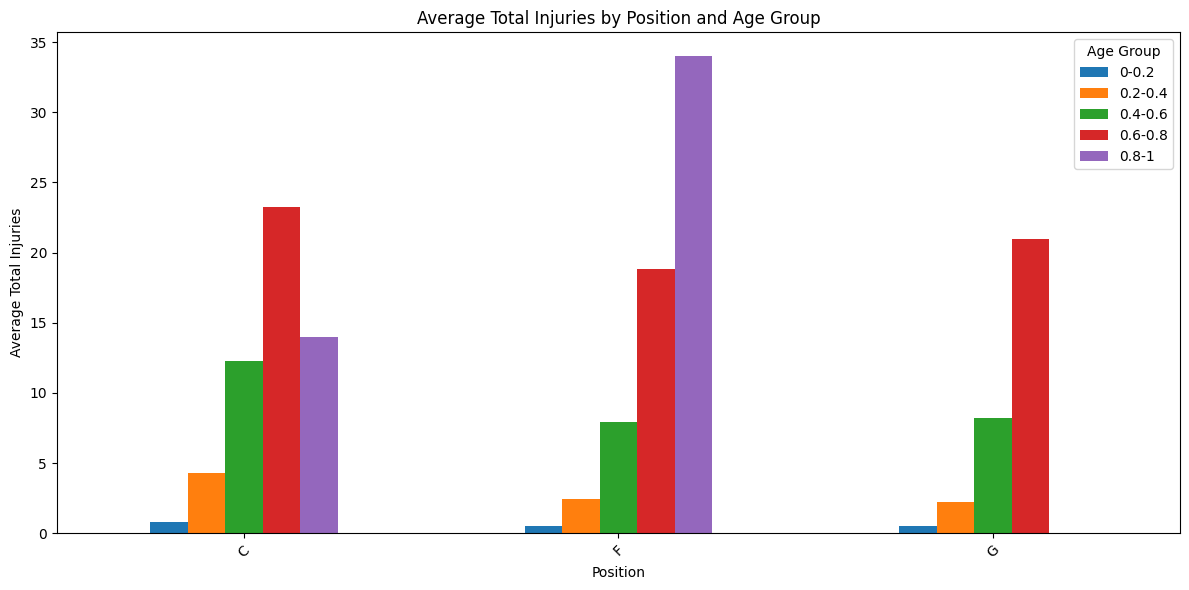 Average Total Injuries by Position and Age Group
Average Total Injuries
35
30
25
20
15
10
5
0
Age Group
0-0.2
0.2-0.4
0.4-0.6
0.6-0.8
0.8-1
C
F
G
Position